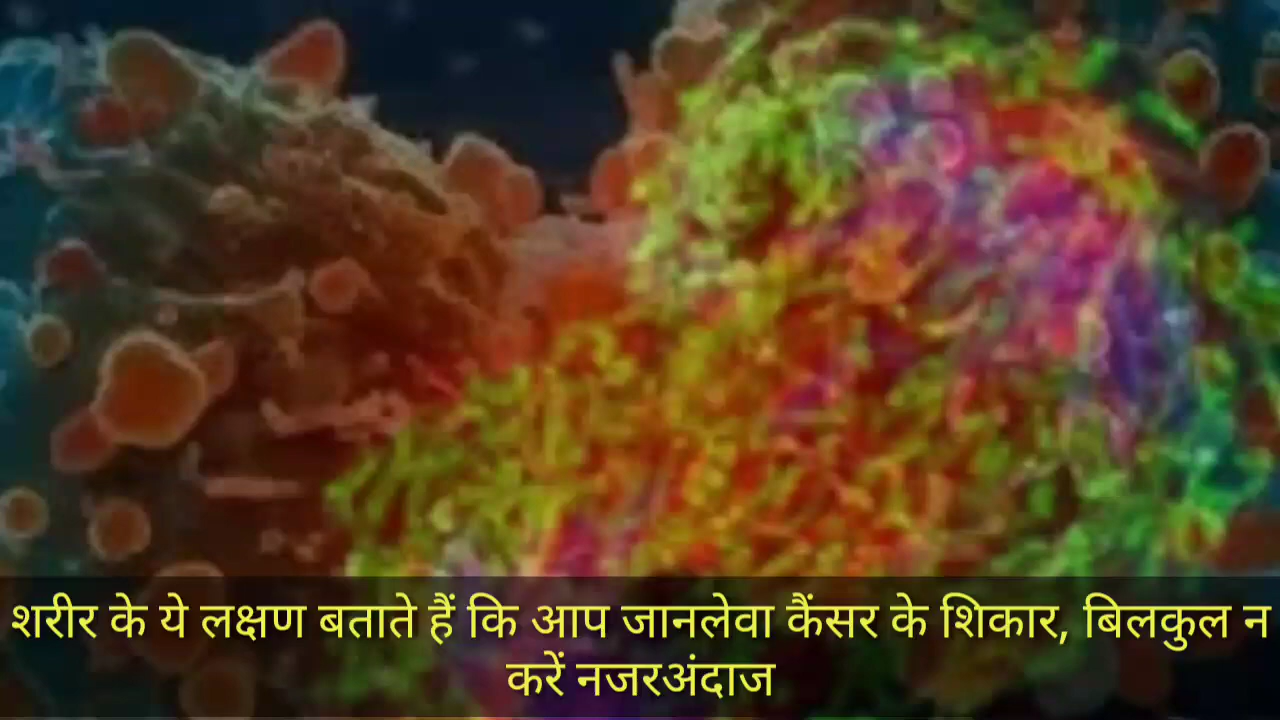 शरीर के ये लक्षण बताते हैं कि आप जानलेवा कैंसर के शिकार, बिलकुल न
करें नजरअंदाज